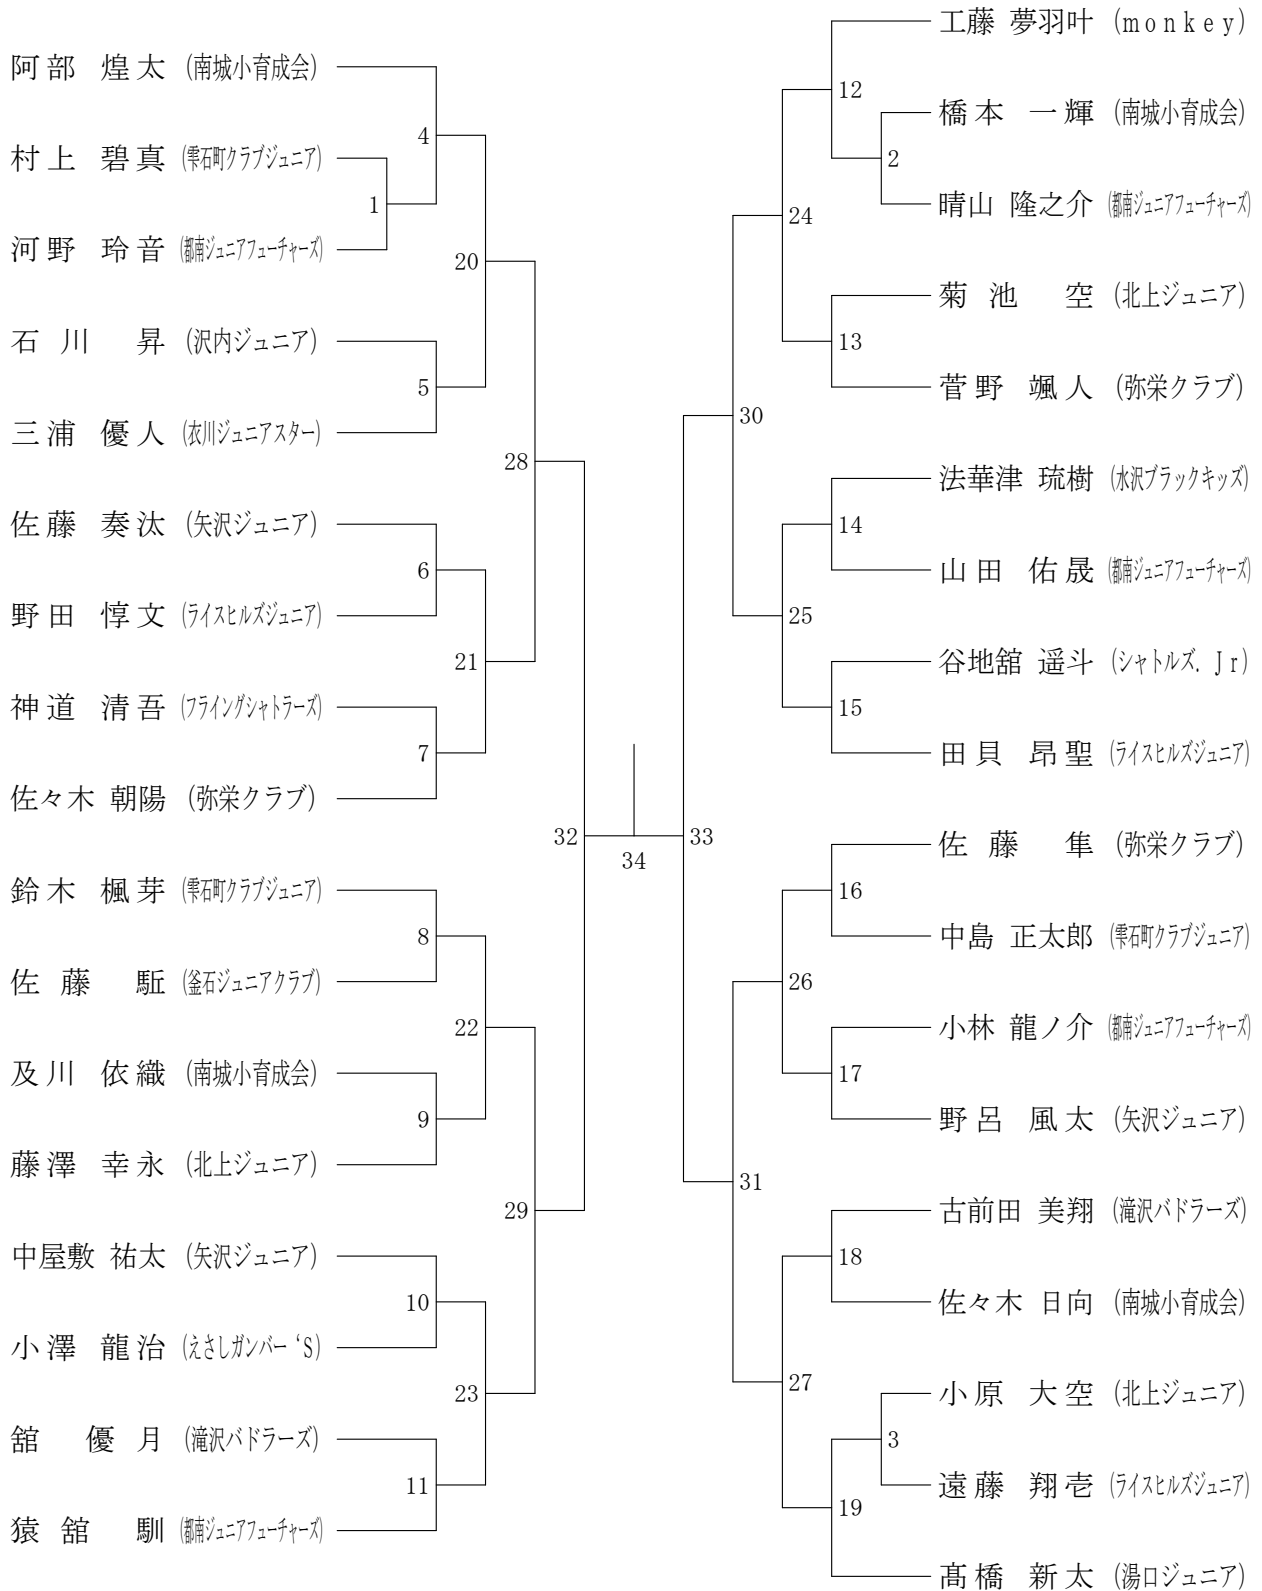 阿部 煌太 (南城小育成会)
村上 碧真 (雫石町クラブジュニア)
河野 玲音 (都南ジュニアフューチャーズ)
石川 昇 (沢内ジュニア)
三浦 優人 (衣川ジュニアスター)
佐藤 奏汰 (矢沢ジュニア)
野田 惇文 (ライスヒルズジュニア)
神道 清吾 (フライングシャトラーズ)
佐々木 朝陽 (弥栄クラブ)
鈴木 楓芽 (雫石町クラブジュニア)
佐藤 駈 (釜石ジュニアクラブ)
及川 依織 (南城小育成会)
藤澤 幸永 (北上ジュニア)
中屋敷 祐太 (矢沢ジュニア)
小澤 龍治 (えさしガンバー‘S)
舘 優月 (滝沢バドラーズ)
猿舘 馴 (都南ジュニアフューチャーズ)
1
4
5
6
7
8
9
10
11
20
21
22
23
28
29
32
34
33
30
31
24
25
26
27
12
13
14
15
16
17
18
19
2
3
工藤 夢羽叶 (monkey)
橋本 一輝 (南城小育成会)
晴山 隆之介 (都南ジュニアフューチャーズ)
菊池 空 (北上ジュニア)
菅野 颯人 (弥栄クラブ)
法華津 琉樹 (水沢ブラックキッズ)
山田 佑晟 (都南ジュニアフューチャーズ)
谷地舘 遥斗 (シャトルズ.Jr)
田貝 昂聖 (ライスヒルズジュニア)
佐藤 隼 (弥栄クラブ)
中島 正太郎 (雫石町クラブジュニア)
小林 龍ノ介 (都南ジュニアフューチャーズ)
野呂 風太 (矢沢ジュニア)
古前田 美翔 (滝沢バドラーズ)
佐々木 日向 (南城小育成会)
小原 大空 (北上ジュニア)
遠藤 翔壱 (ライスヒルズジュニア)
髙橋 新太 (湯口ジュニア)